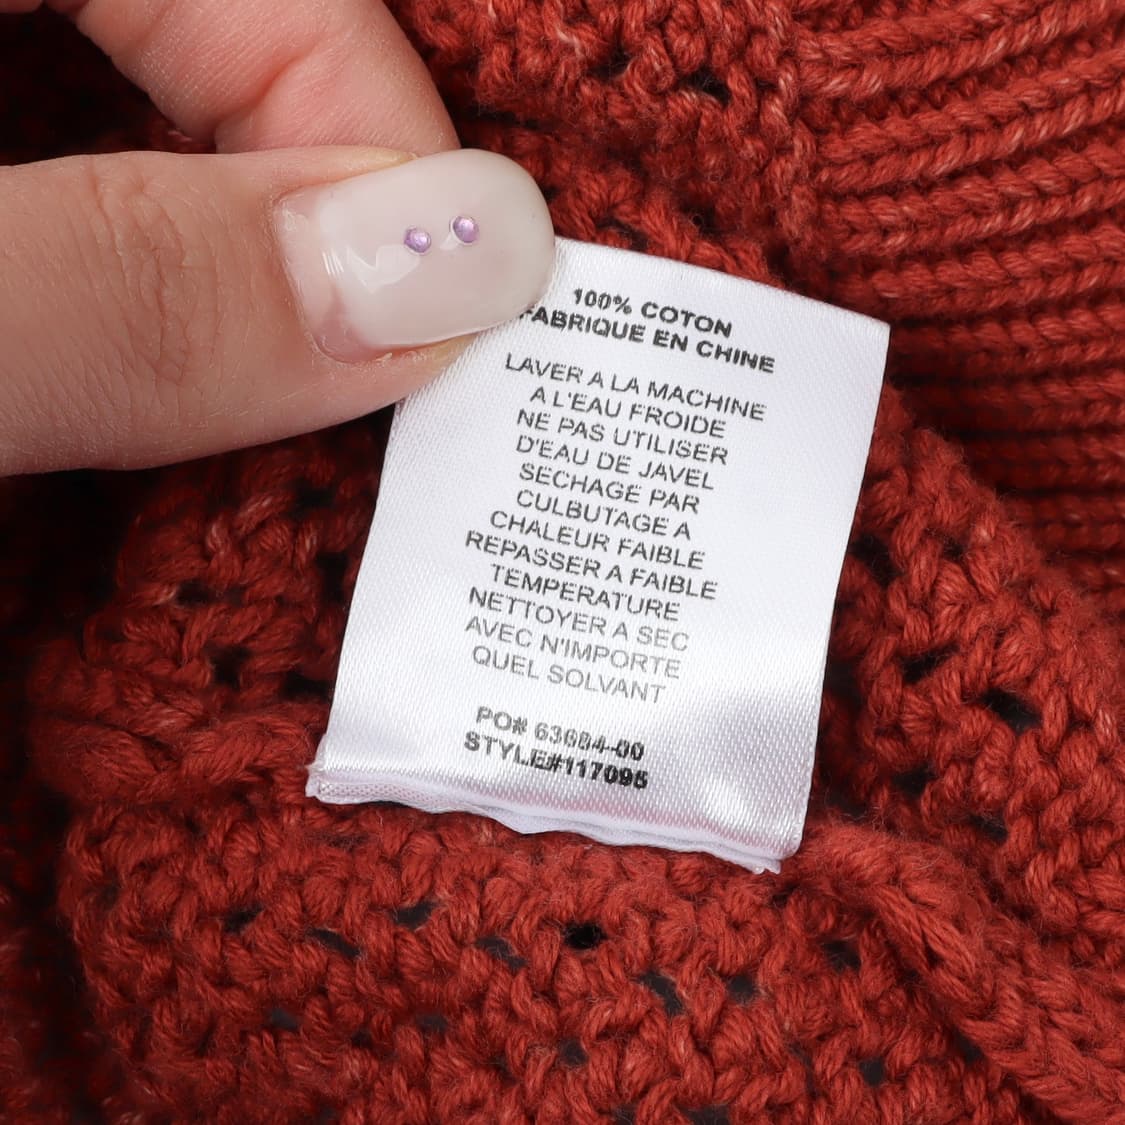 100% COTON
FABRIQUE EN CHINE
LAVER A LA MACHINE
A L'EAU FROIDE
NE PAS UTILISER
D'EAU DE JAVEL
SECHAGE PAR
CULBUTAGE A
CHALEUR FAIBLE
REPASSER A FAIBLE
TEMPERATURE
NETTOYER A SEC
AVEC N'IMPORTE
QUEL SOLVANT
PO# 63684-00
STYLE#117095